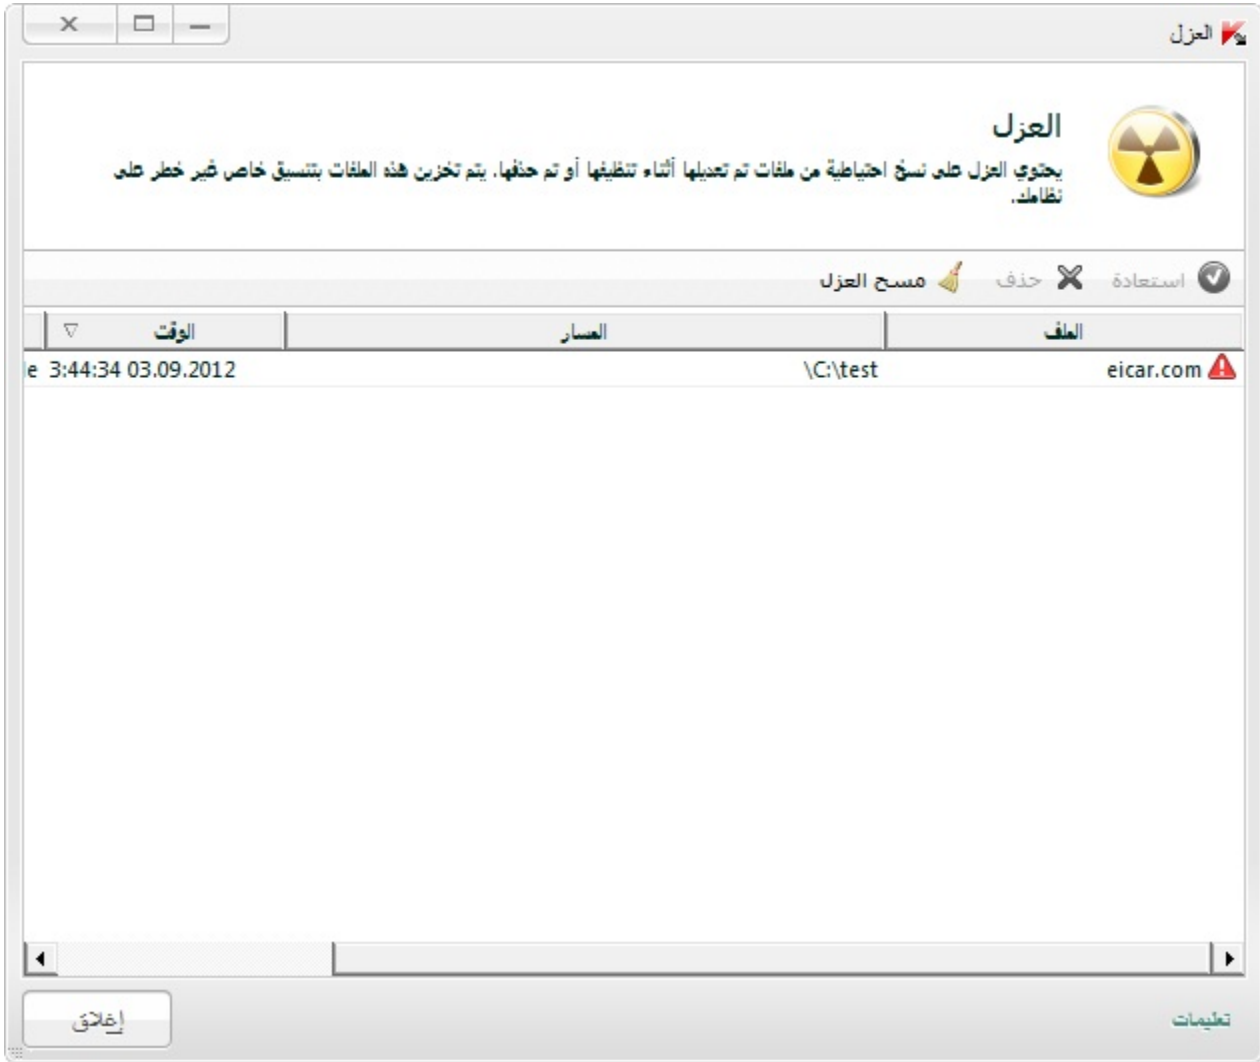 العزل
العزل
يحتوي العزل على نسخ احتياطية من ملفات تم تعديلها أثناء تنظيفها أو تم حذفها. يتم تخزين هذه الملفات بتنسيق خاص غير خطر على
نظامك.
استعادة حذف مسح العزل
الملف المسار الوقت
eicar.com \C:\test 3:44:34 03.09.2012 le
تعليمات إغلاق